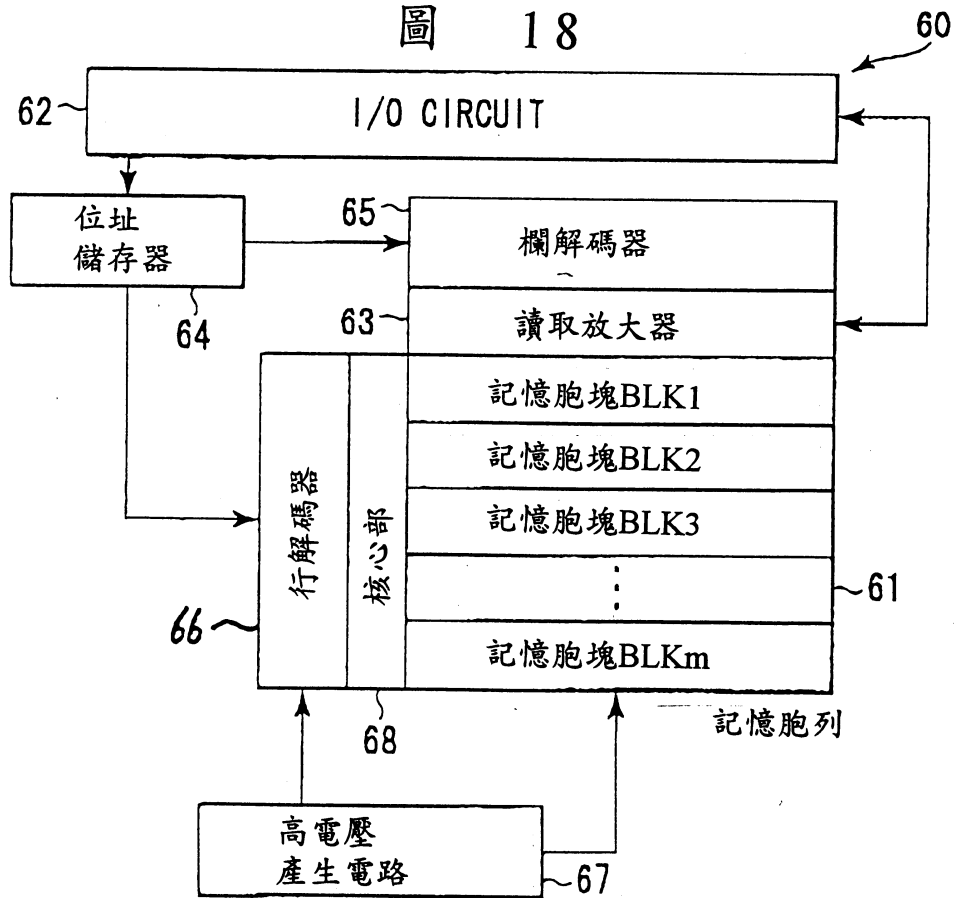 圖 18
60
62
I/O CIRCUIT
位址
儲存器
64
65
欄解碼器
63
讀取放大器
記憶胞塊BLK1
記憶胞塊BLK2
記憶胞塊BLK3
61
記憶胞塊BLKm
行解碼器
核心部
66
68
記憶胞列
高電壓
產生電路
67